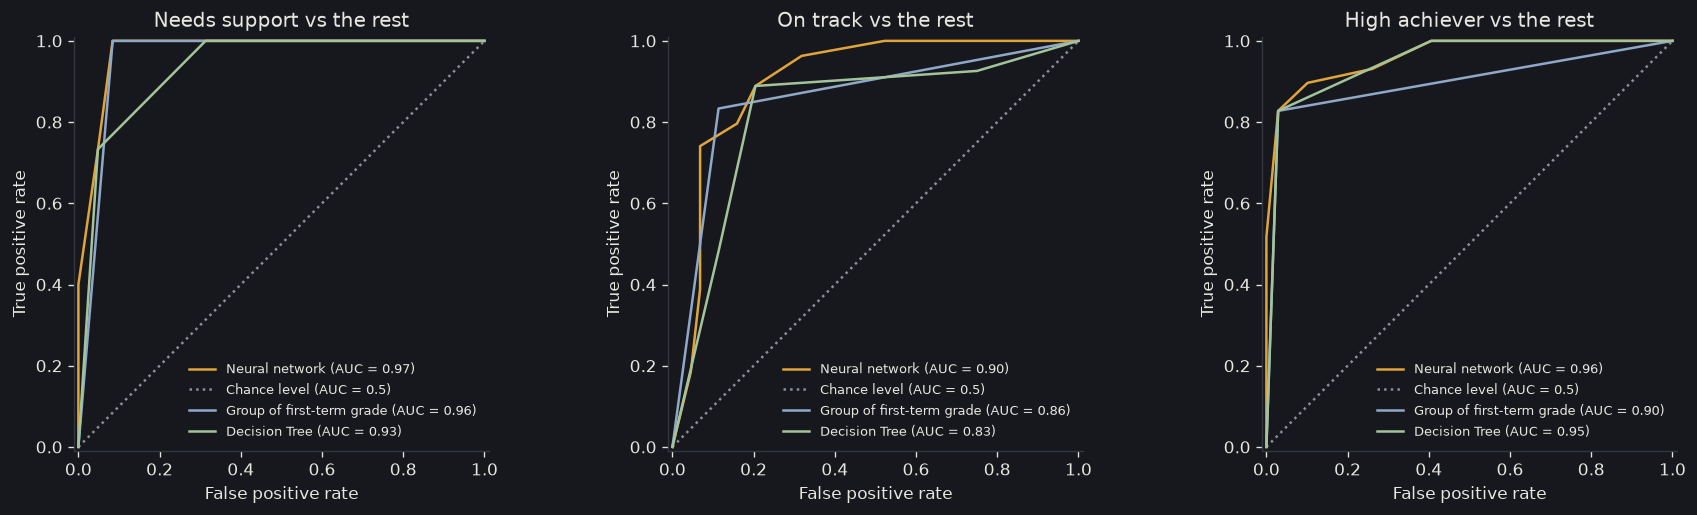 Needs support vs the rest
1.0
0.8
0.6
0.4
0.2
0.0
True positive rate
Neural network (AUC = 0.97)
Chance level (AUC = 0.5)
Group of first-term grade (AUC = 0.96)
Decision Tree (AUC = 0.93)
0.0 0.2 0.4 0.6 0.8 1.0
False positive rate
On track vs the rest
1.0
0.8
0.6
0.4
0.2
0.0
True positive rate
Neural network (AUC = 0.90)
Chance level (AUC = 0.5)
Group of first-term grade (AUC = 0.86)
Decision Tree (AUC = 0.83)
0.0 0.2 0.4 0.6 0.8 1.0
False positive rate
High achiever vs the rest
1.0
0.8
0.6
0.4
0.2
0.0
True positive rate
Neural network (AUC = 0.96)
Chance level (AUC = 0.5)
Group of first-term grade (AUC = 0.90)
Decision Tree (AUC = 0.95)
0.0 0.2 0.4 0.6 0.8 1.0
False positive rate